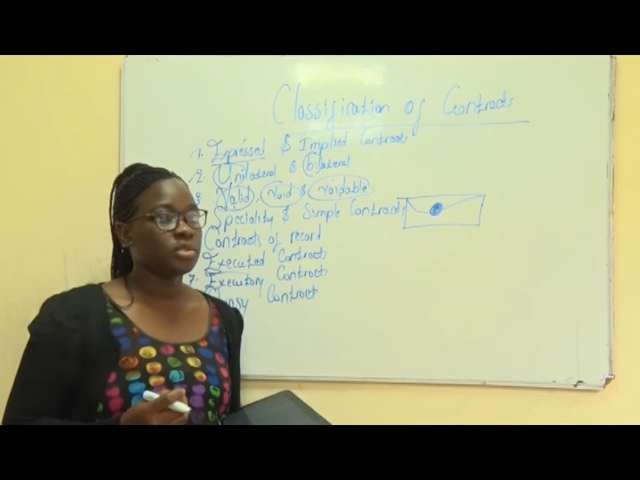 Classification of Contracts
1. Expressed & Implied Contracts
2. Unilateral & bilateral
3. Valid, Void & Voidable
Speciality & Simple Contracts
Contracts of record
Executed Contracts
7. Executory Contracts
Contract